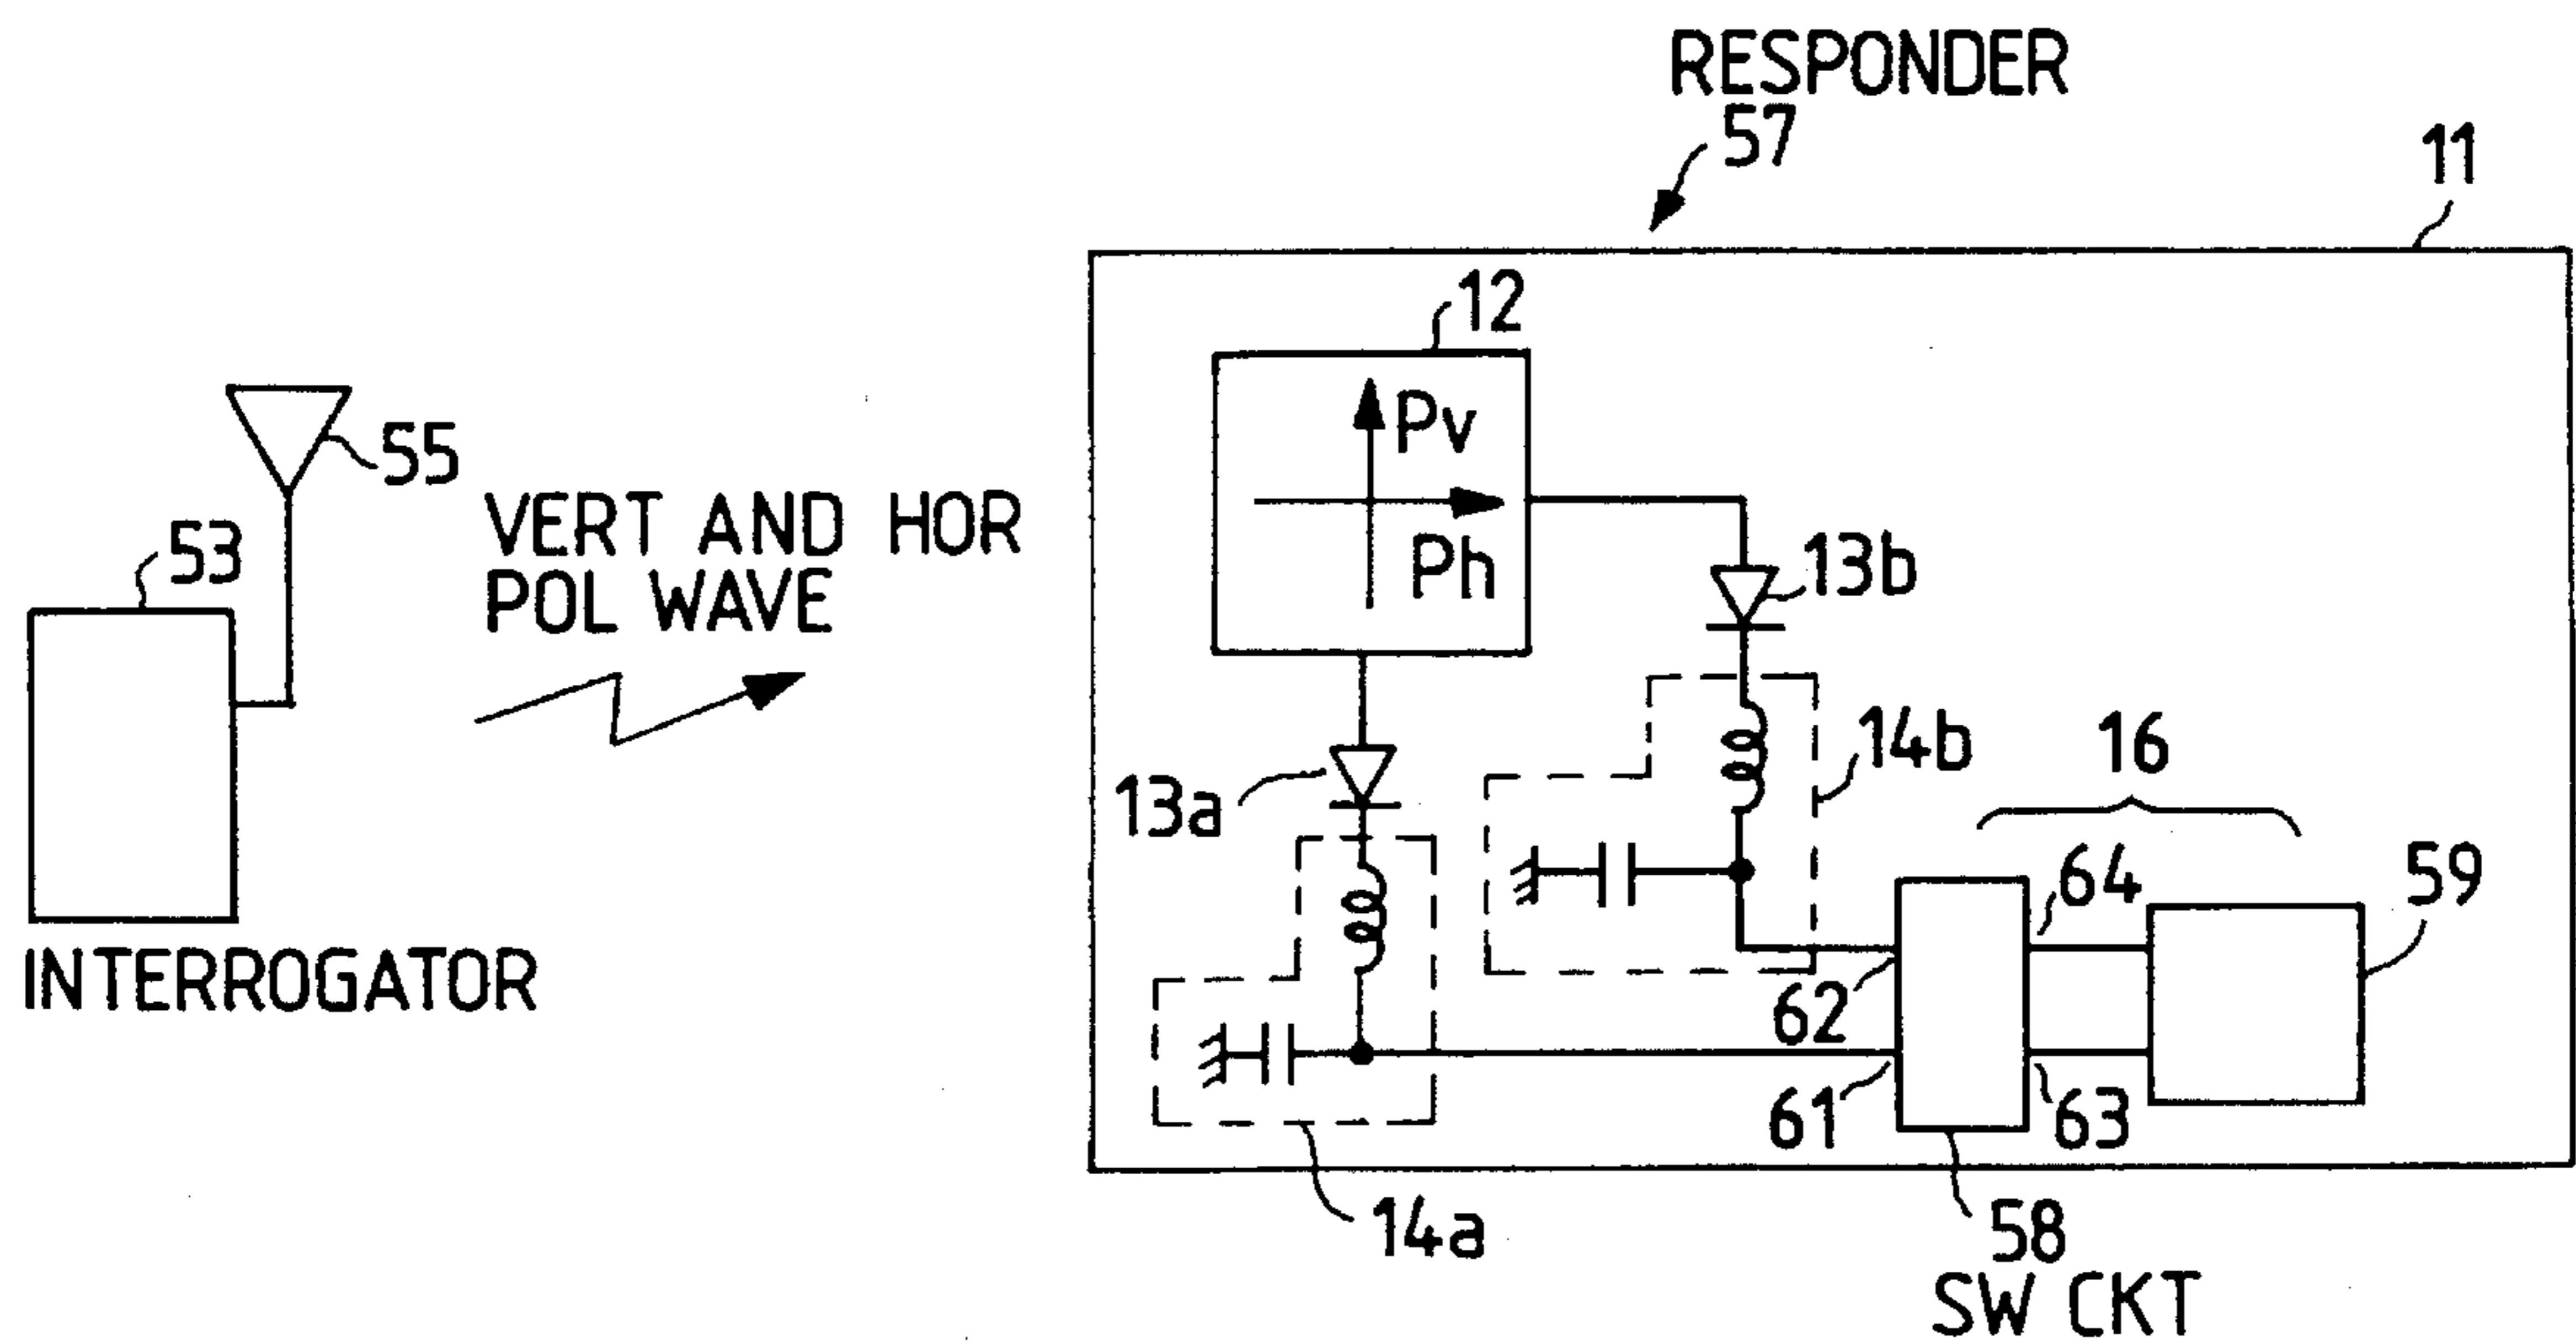 RESPONDER
57
11
12
Pv
Ph
55
53
VERT AND HOR
POL WAVE
13b
13a
14b
16
64
59
INTERROGATOR
62
61
63
14a
58
SW CKT